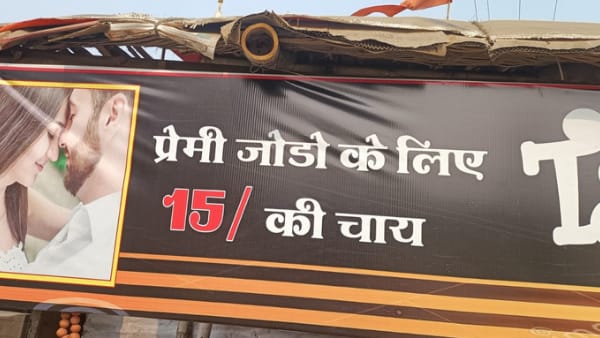 प्रेमी जोडो के लिए
15/ की चाय